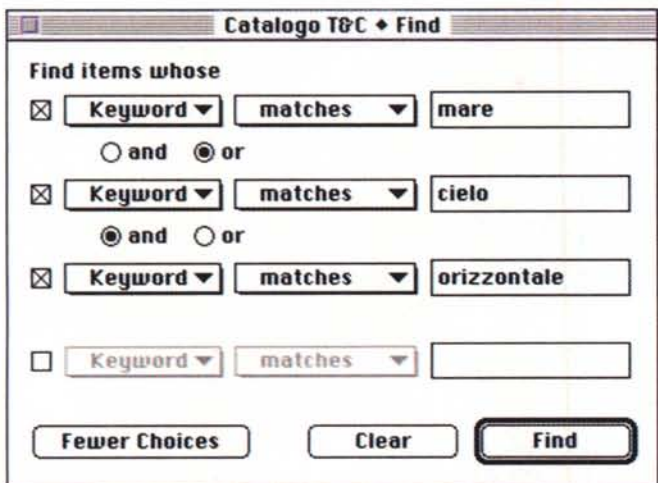 Catalogo T&C ◆ Find
Find items whose
Keyword matches mare
and or
Keyword matches cielo
and or
Keyword matches orizzontale
Keyword matches
Fewer Choices Clear Find